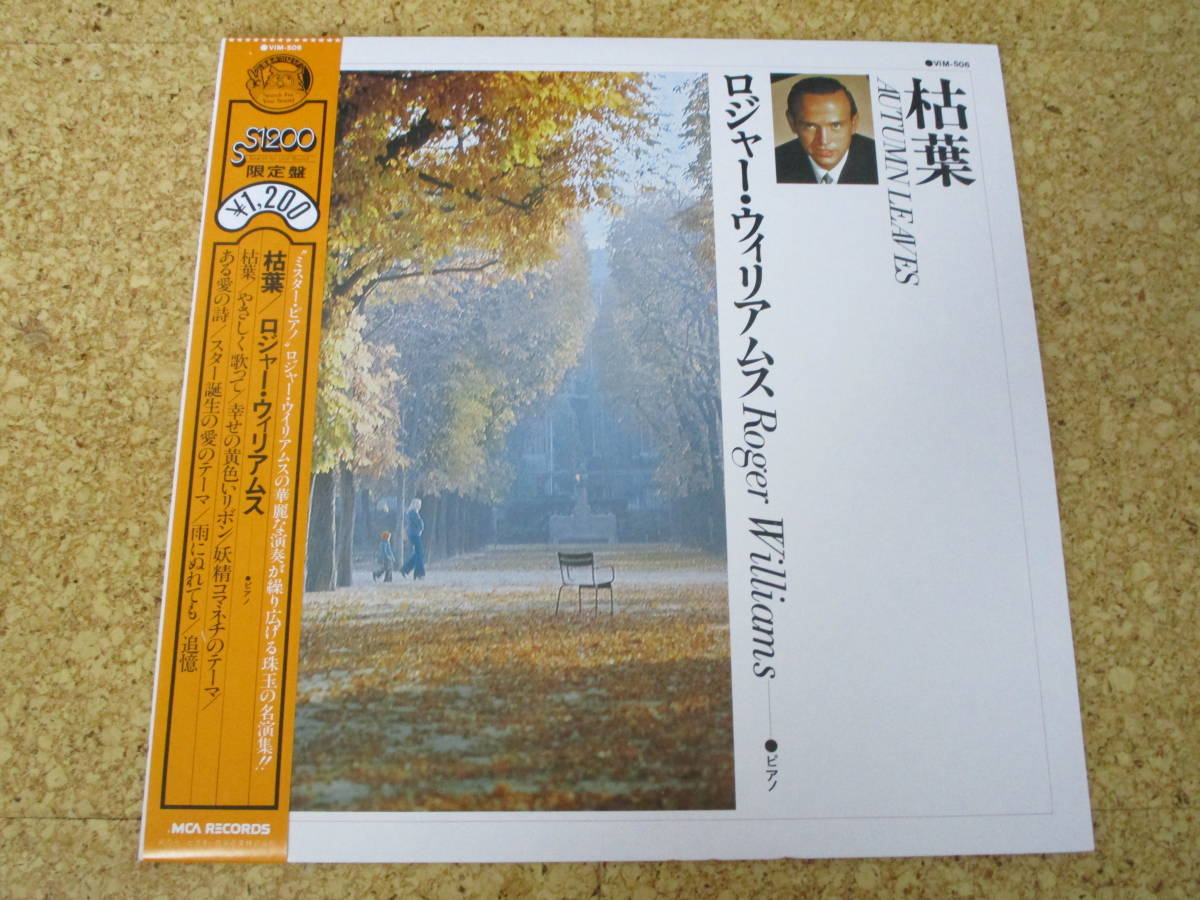 ●VIM-506
Search For
Your Sound
SS1200
限定盤
¥1,200
“ミスター・ピアノ”ロジャー・ウィリアムスの華麗な演奏が繰り広げる珠玉の名演集!!
枯葉／ロジャー・ウィリアムス ●ピアノ
枯葉／やさしく歌って／幸せの黄色いリボン／妖精コマネチのテーマ／
ある愛の詩／スター誕生の愛のテーマ／雨にぬれても／追憶
MCA RECORDS
●VIM-506
枯葉
AUTUMN LEAVES
ロジャー・ウィリアムス Roger Williams ●ピアノ